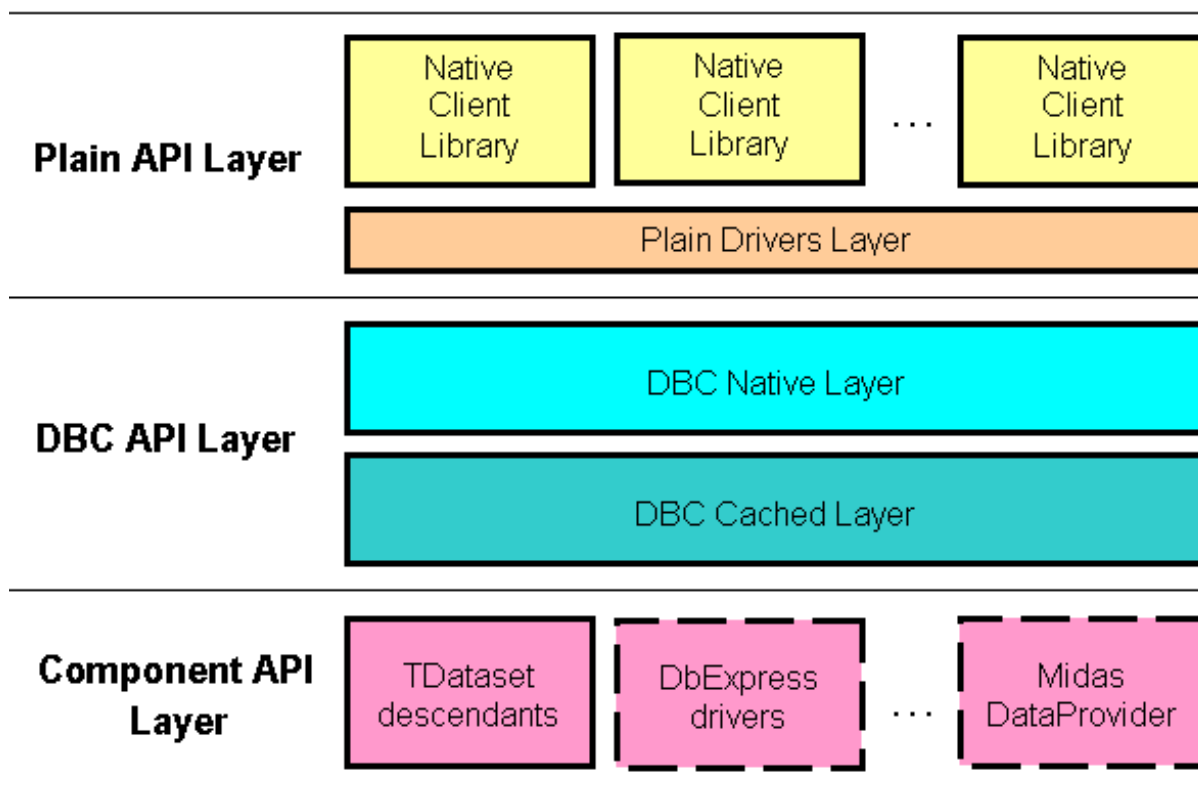 Plain API Layer
Native
Client
Library
Native
Client
Library
...
Native
Client
Library
Plain Drivers Layer
DBC API Layer
DBC Native Layer
DBC Cached Layer
Component API
Layer
TDataset
descendants
DbExpress
drivers
...
Midas
DataProvider